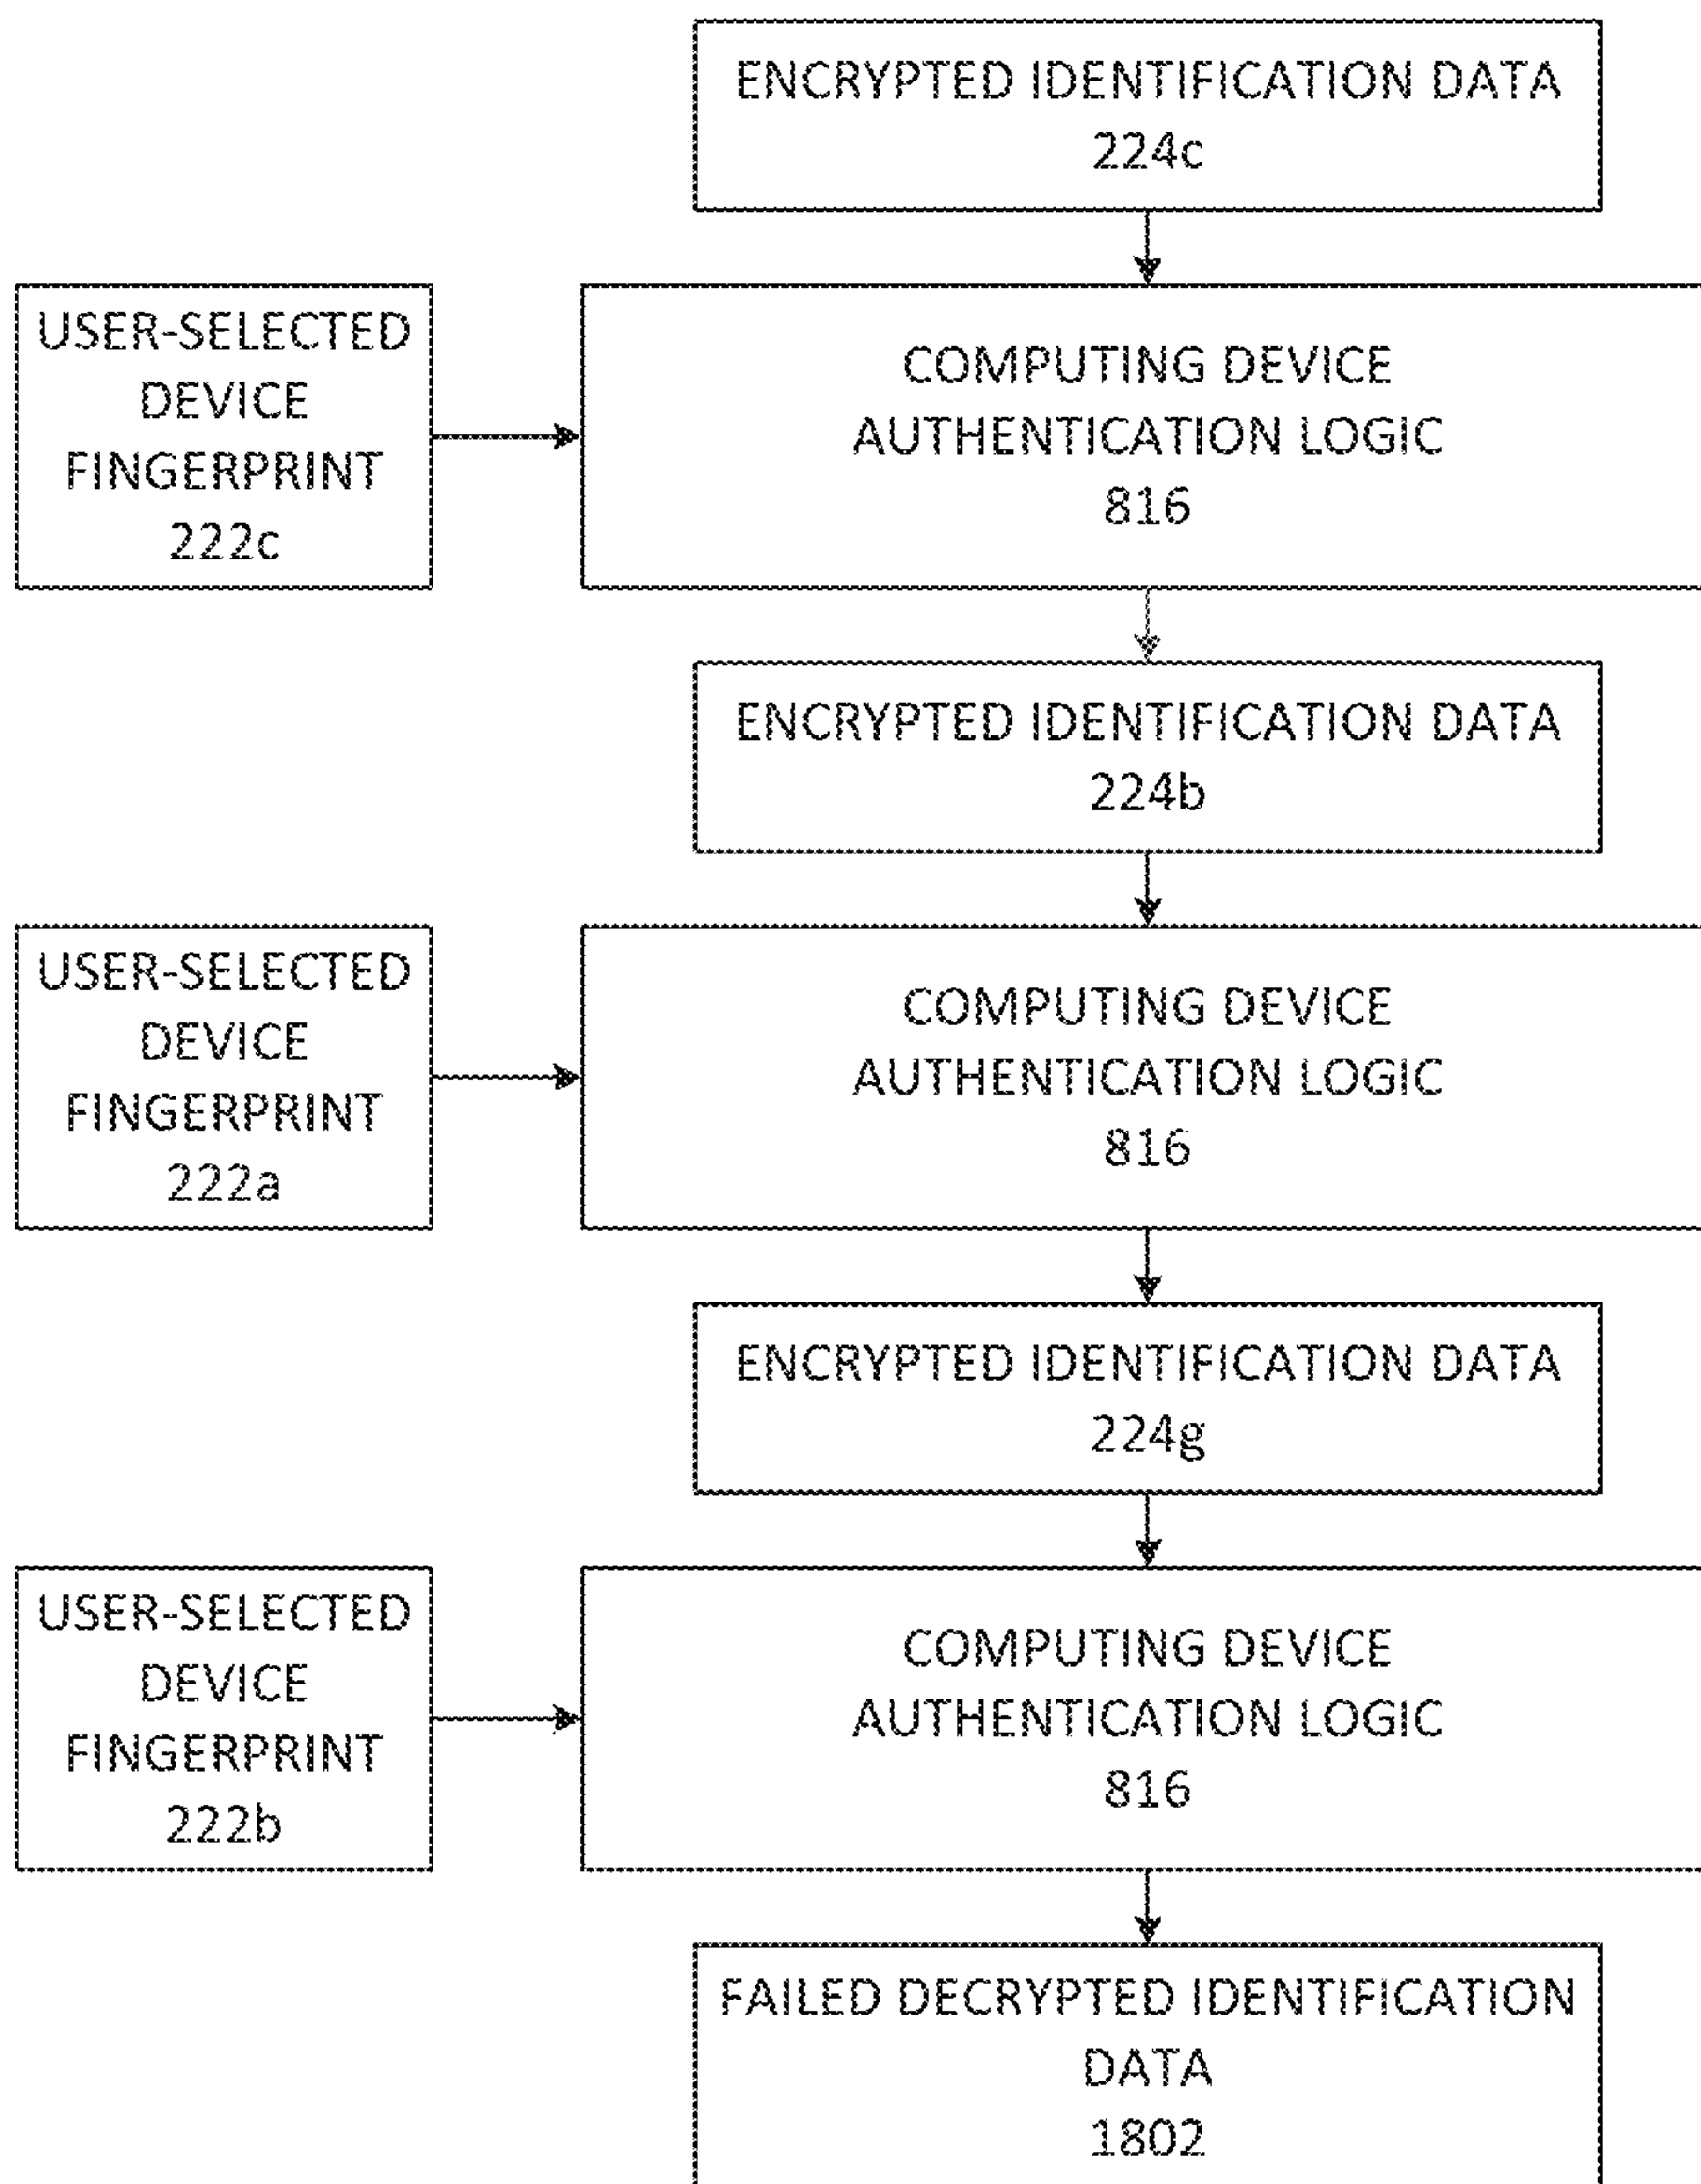 ENCRYPTED IDENTIFICATION DATA
224c
USER-SELECTED
DEVICE
FINGERPRINT
222c
COMPUTING DEVICE
AUTHENTICATION LOGIC
816
ENCRYPTED IDENTIFICATION DATA
224b
USER-SELECTED
DEVICE
FINGERPRINT
222a
COMPUTING DEVICE
AUTHENTICATION LOGIC
816
ENCRYPTED IDENTIFICATION DATA
224g
USER-SELECTED
DEVICE
FINGERPRINT
222b
COMPUTING DEVICE
AUTHENTICATION LOGIC
816
FAILED DECRYPTED IDENTIFICATION
DATA
1802